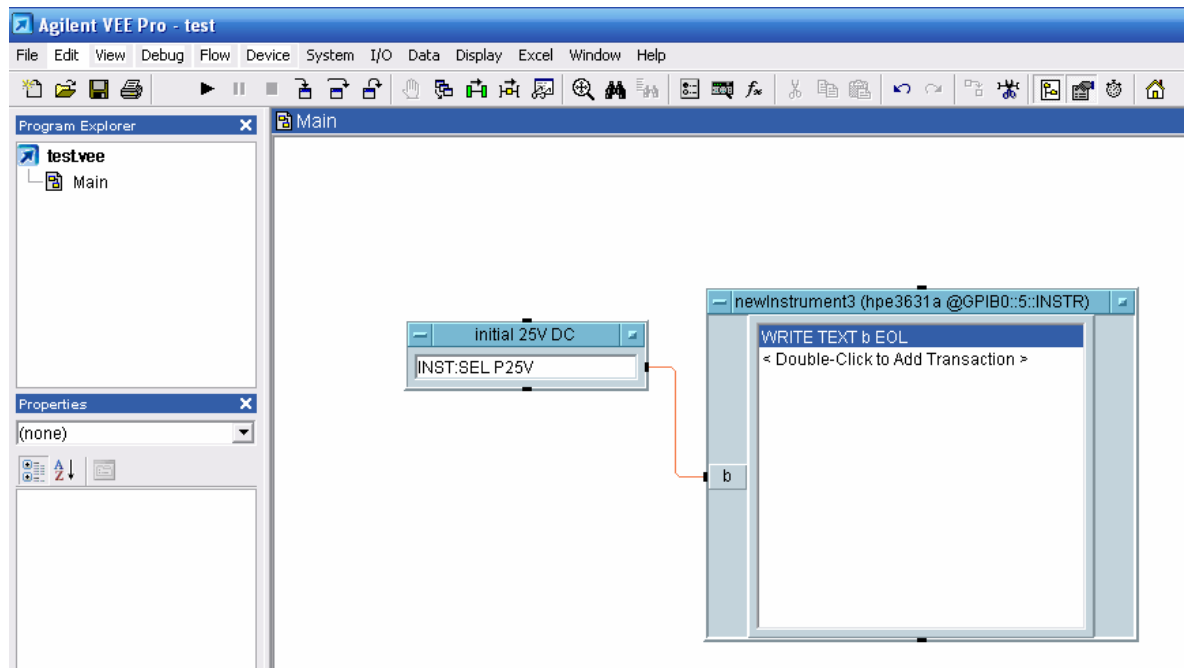 Agilent VEE Pro - test
File Edit View Debug Flow Device System I/O Data Display Excel Window Help
Program Explorer
Main
test.vee
Main
newInstrument3 (hpe3631a @GPIB0::5::INSTR)
initial 25V DC
WRITE TEXT b EOL
INST:SEL P25V
< Double-Click to Add Transaction >
Properties
(none)
b